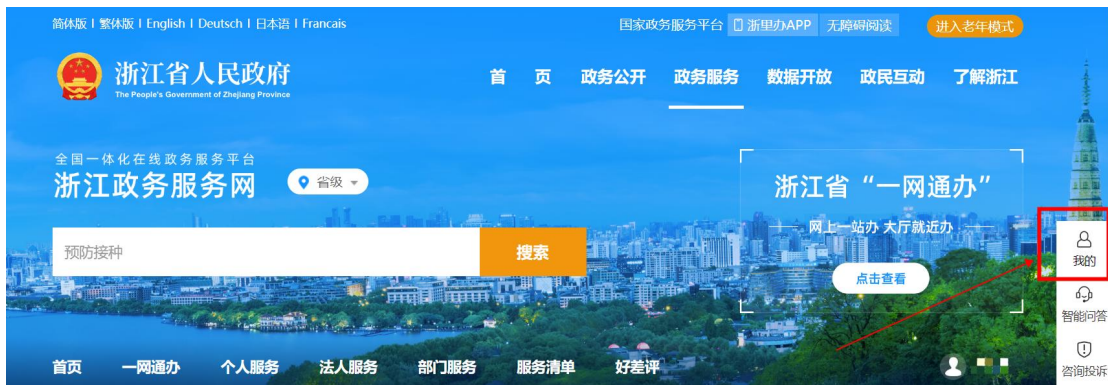 简体版 | 繁体版 | English | Deutsch | 日本语 | Francais
国家政务服务平台 浙里办APP 无障碍阅读 进入老年模式
浙江省人民政府
The People's Government of Zhejiang Province
首 页 政务公开 政务服务 数据开放 政民互动 了解浙江
全国一体化在线政务服务平台
浙江政务服务网 省级
浙江省“一网通办”
网上一站办 大厅就近办
预防接种 搜索
点击查看
我的
智能问答
咨询投诉
首页 一网通办 个人服务 法人服务 部门服务 服务清单 好差评